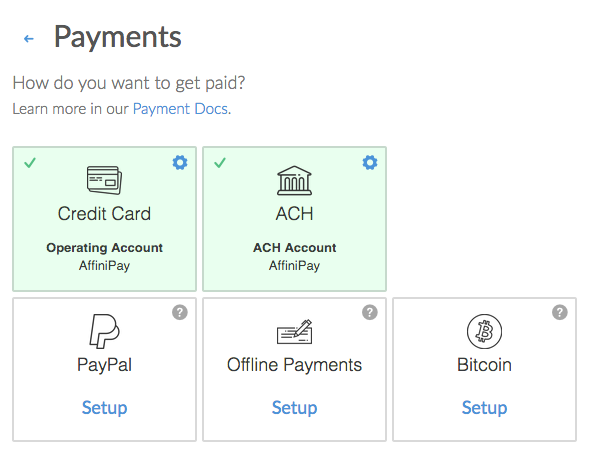 ← Payments
How do you want to get paid?
Learn more in our Payment Docs.
Credit Card
Operating Account
AffiniPay
ACH
ACH Account
AffiniPay
?
PayPal
Setup
?
Offline Payments
Setup
?
Bitcoin
Setup